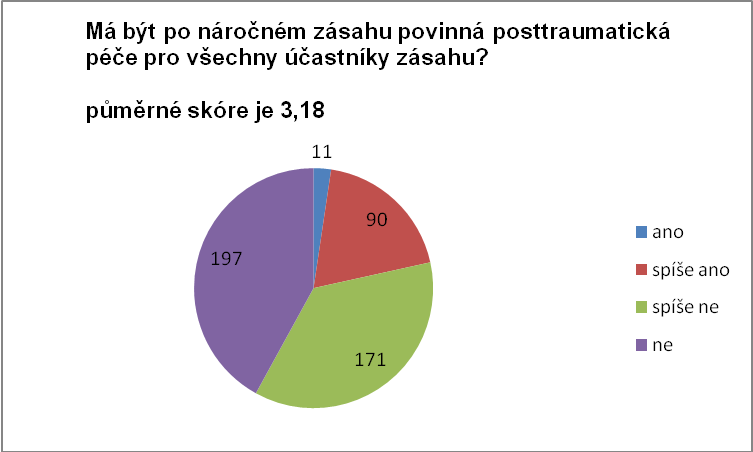 Má být po náročném zásahu povinná posttraumatická
péče pro všechny účastníky zásahu?
půměrné skóre je 3,18
11
90
197
171
ano
spíše ano
spíše ne
ne